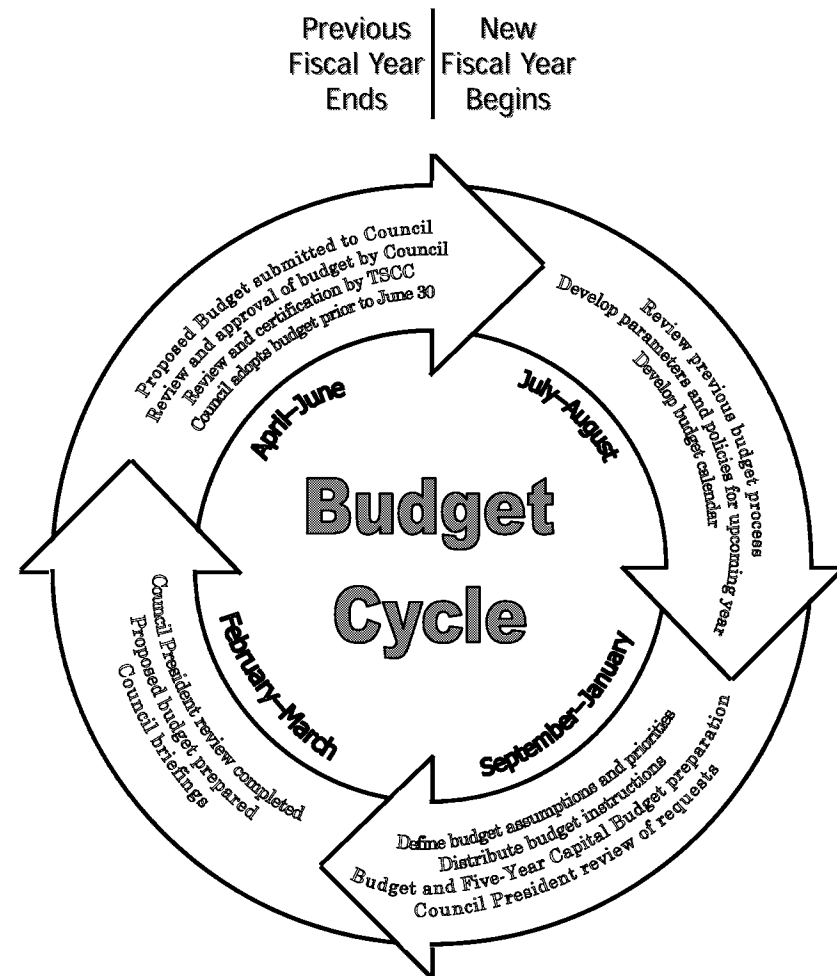 Previous
Fiscal Year
Ends
New
Fiscal Year
Begins
Proposed Budget submitted to Council
Review and approval of budget by Council
Review and certification by TSCC
Council adopts budget prior to June 30
April–June
Review previous budget process
Develop parameters and policies for upcoming year
Develop budget calendar
July–August
Budget
Cycle
September–January
Define budget assumptions and priorities
Distribute budget instructions
Budget and Five-Year Capital Budget preparation
Council President review of requests
February–March
Council President review completed
Proposed budget prepared
Council briefings